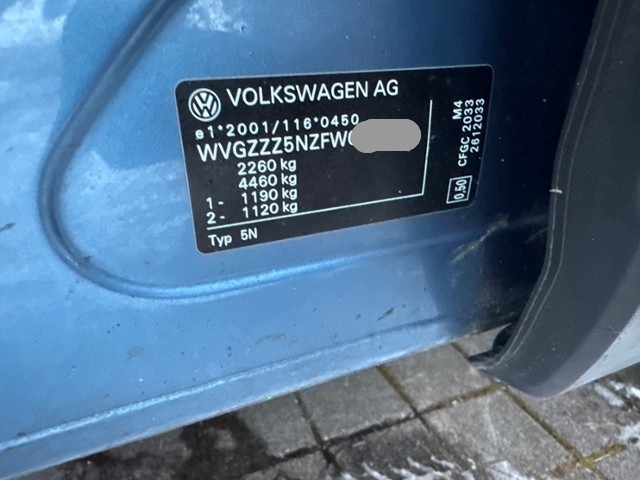 VOLKSWAGEN AG
e1*2001/116*0450
WVGZZZ5NZFW
2260 kg
4460 kg
1- 1190 kg
2- 1120 kg
Typ 5N
M4
CFGC 2033
2612033
0,50